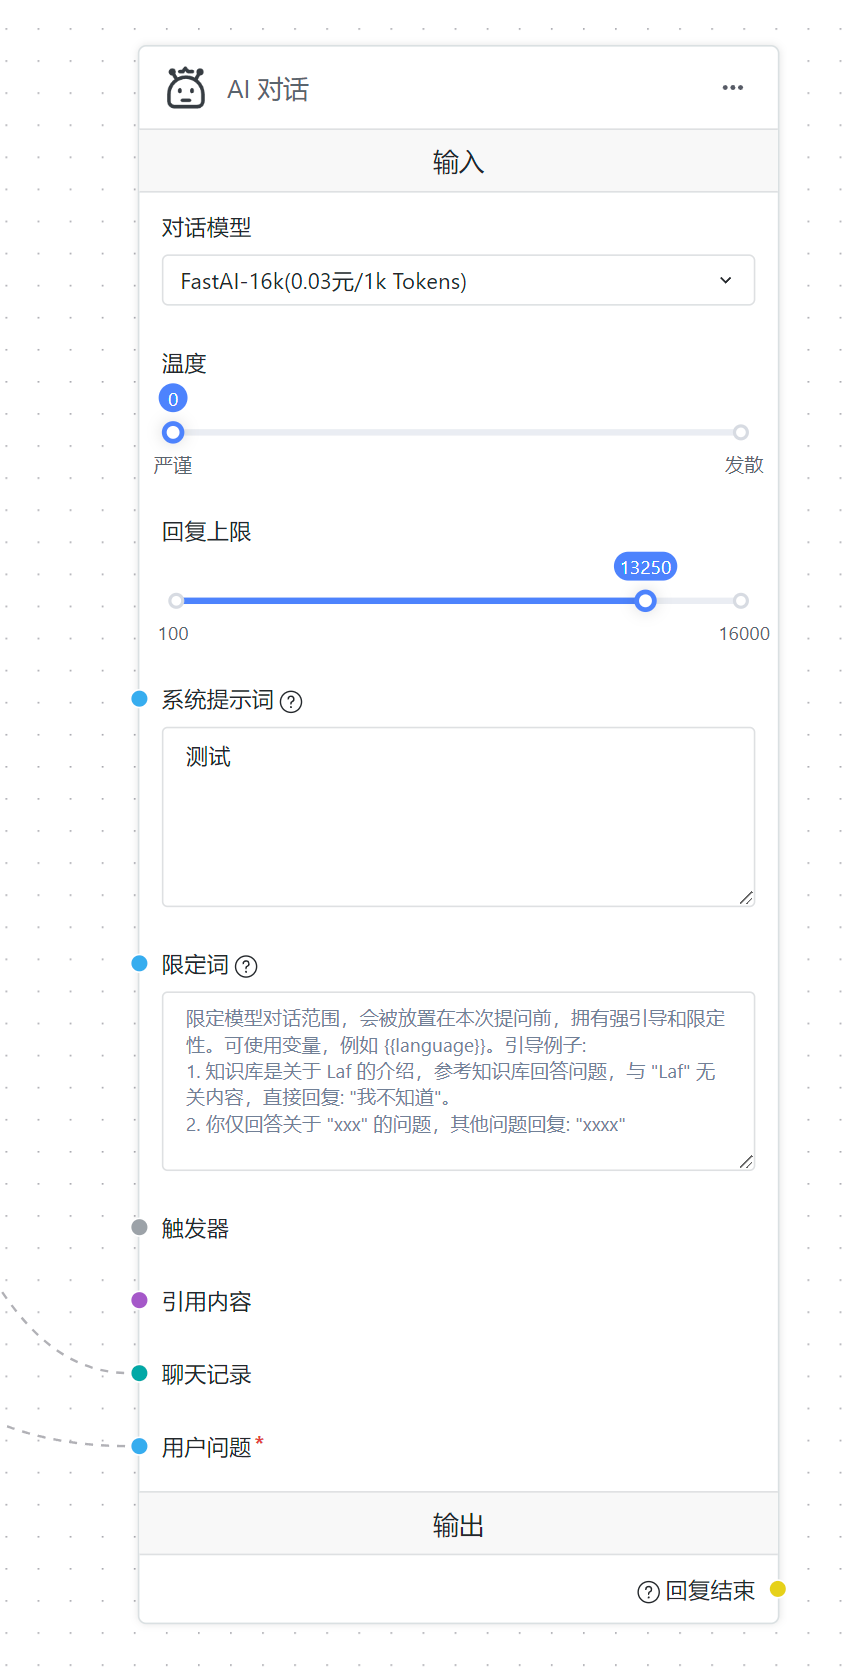 AI 对话
输入
对话模型
FastAI-16k(0.03元/1k Tokens)
温度
0
严谨
发散
回复上限
13250
100
16000
系统提示词
测试
限定词
限定模型对话范围，会被放置在本次提问前，拥有强引导和限定
性。可使用变量，例如 {{language}}。引导例子:
1. 知识库是关于 Laf 的介绍，参考知识库回答问题，与 "Laf" 无
关内容，直接回复: "我不知道"。
2. 你仅回答关于 "xxx" 的问题，其他问题回复: "xxxx"
触发器
引用内容
聊天记录
用户问题*
输出
回复结束